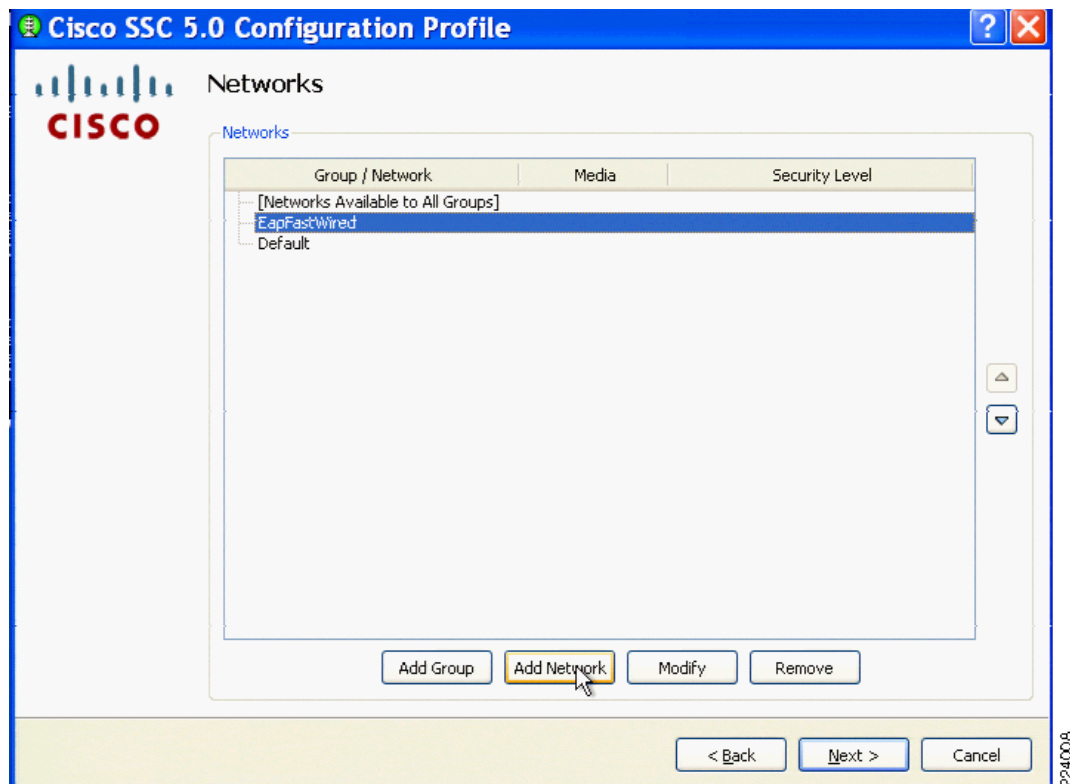 Cisco SSC 5.0 Configuration Profile
?
CISCO
Networks
Networks
Group / Network Media Security Level
[Networks Available to All Groups]
EapFastWired
Default
Add Group Add Network Modify Remove
< Back Next > Cancel